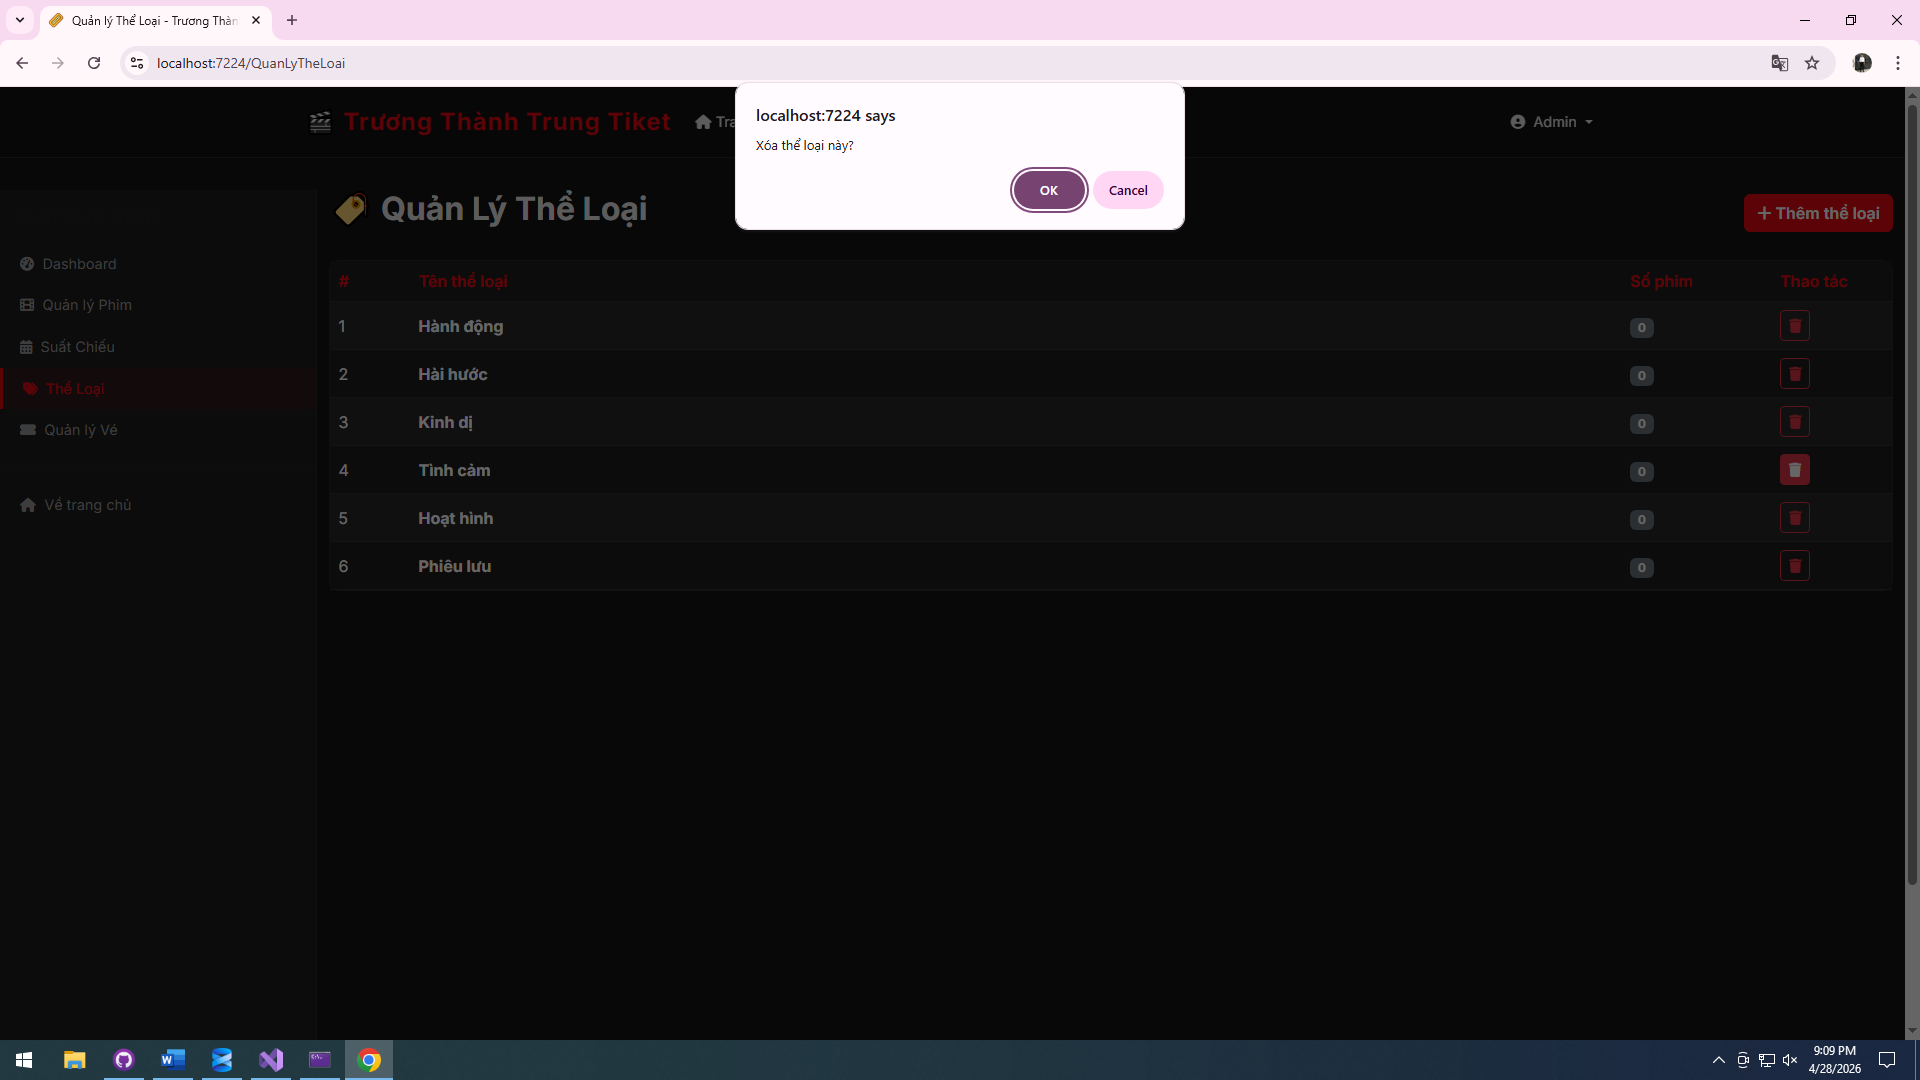 Quản lý Thể Loại - Trương Thàn
localhost:7224/QuanLyTheLoai
localhost:7224 says
Xóa thể loại này?
OK
Cancel
Trương Thành Trung Tiket
Tra
Admin
Quản Lý Thể Loại
Thêm thể loại
Dashboard
Quản lý Phim
Suất Chiếu
Thể Loại
Quản lý Vé
Về trang chủ
# Tên thể loại Số phim Thao tác
1 Hành động 0
2 Hài hước 0
3 Kinh dị 0
4 Tình cảm 0
5 Hoạt hình 0
6 Phiêu lưu 0
9:09 PM
4/28/2026